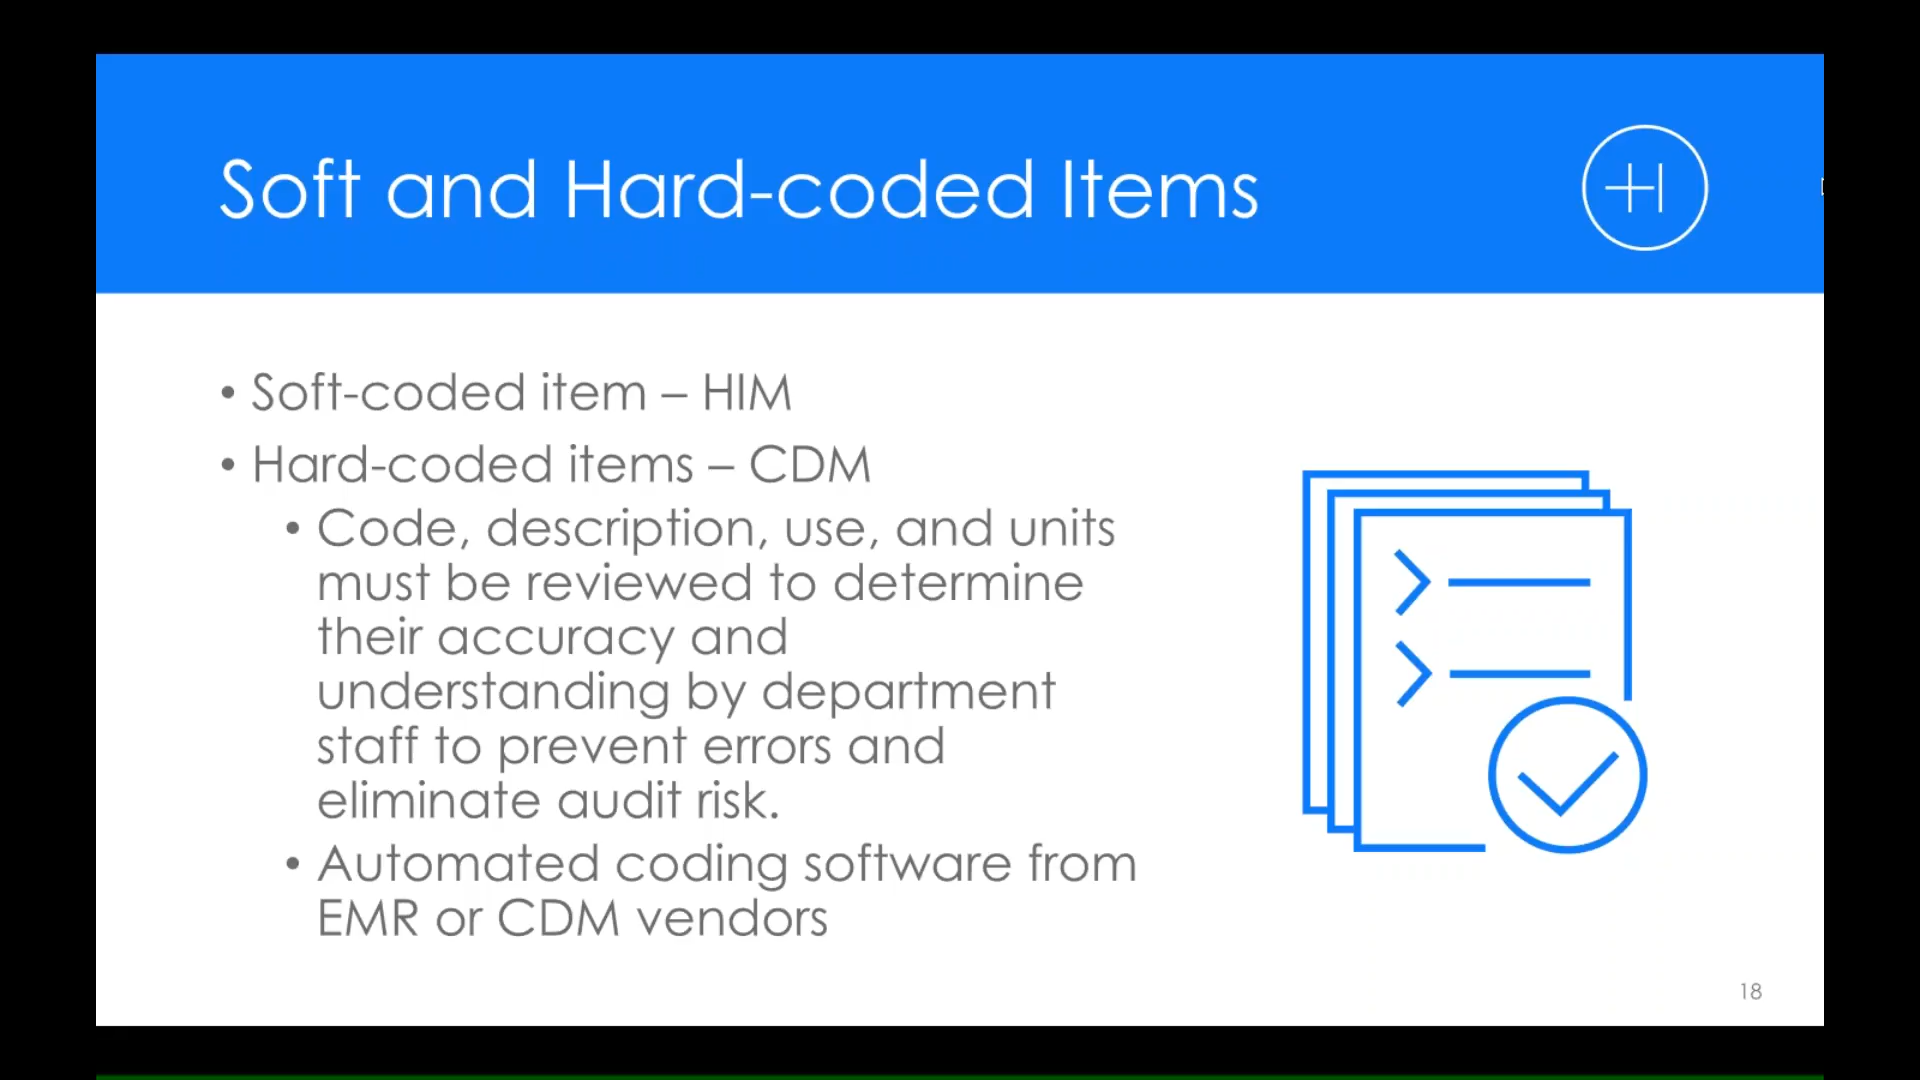 Soft and Hard-coded Items
H
• Soft-coded item – HIM
• Hard-coded items – CDM
• Code, description, use, and units
must be reviewed to determine
their accuracy and
understanding by department
staff to prevent errors and
eliminate audit risk.
• Automated coding software from
EMR or CDM vendors
18